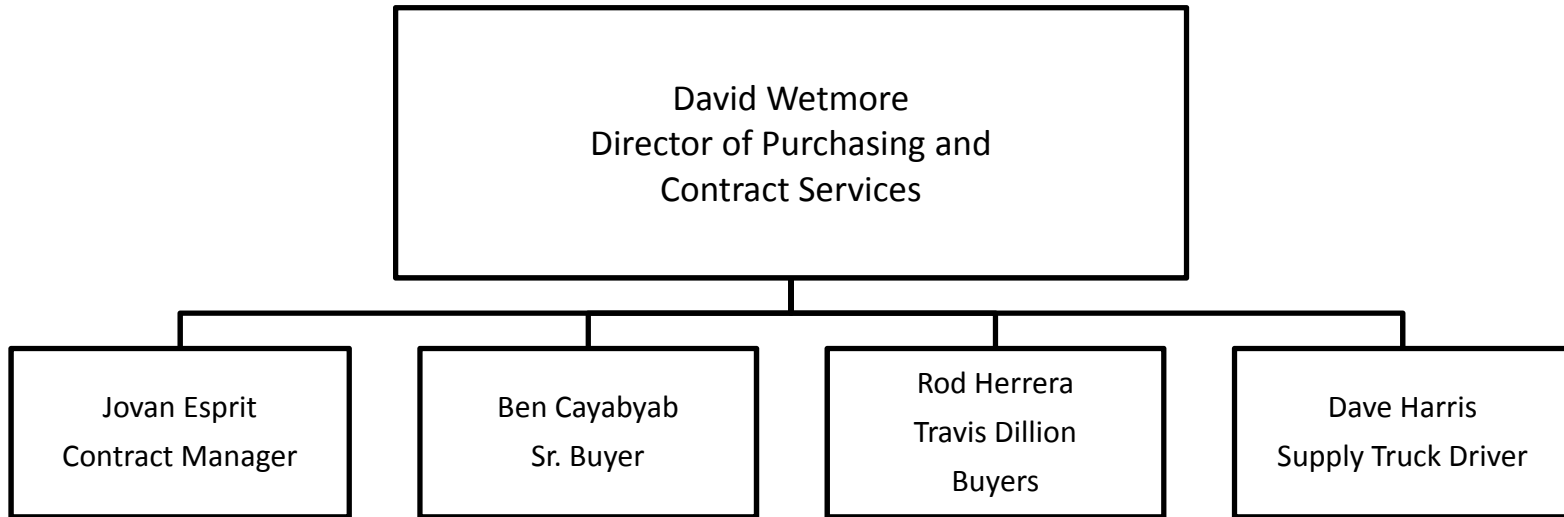 David Wetmore
Director of Purchasing and
Contract Services
Jovan Esprit
Contract Manager
Ben Cayabyab
Sr. Buyer
Rod Herrera
Travis Dillion
Buyers
Dave Harris
Supply Truck Driver